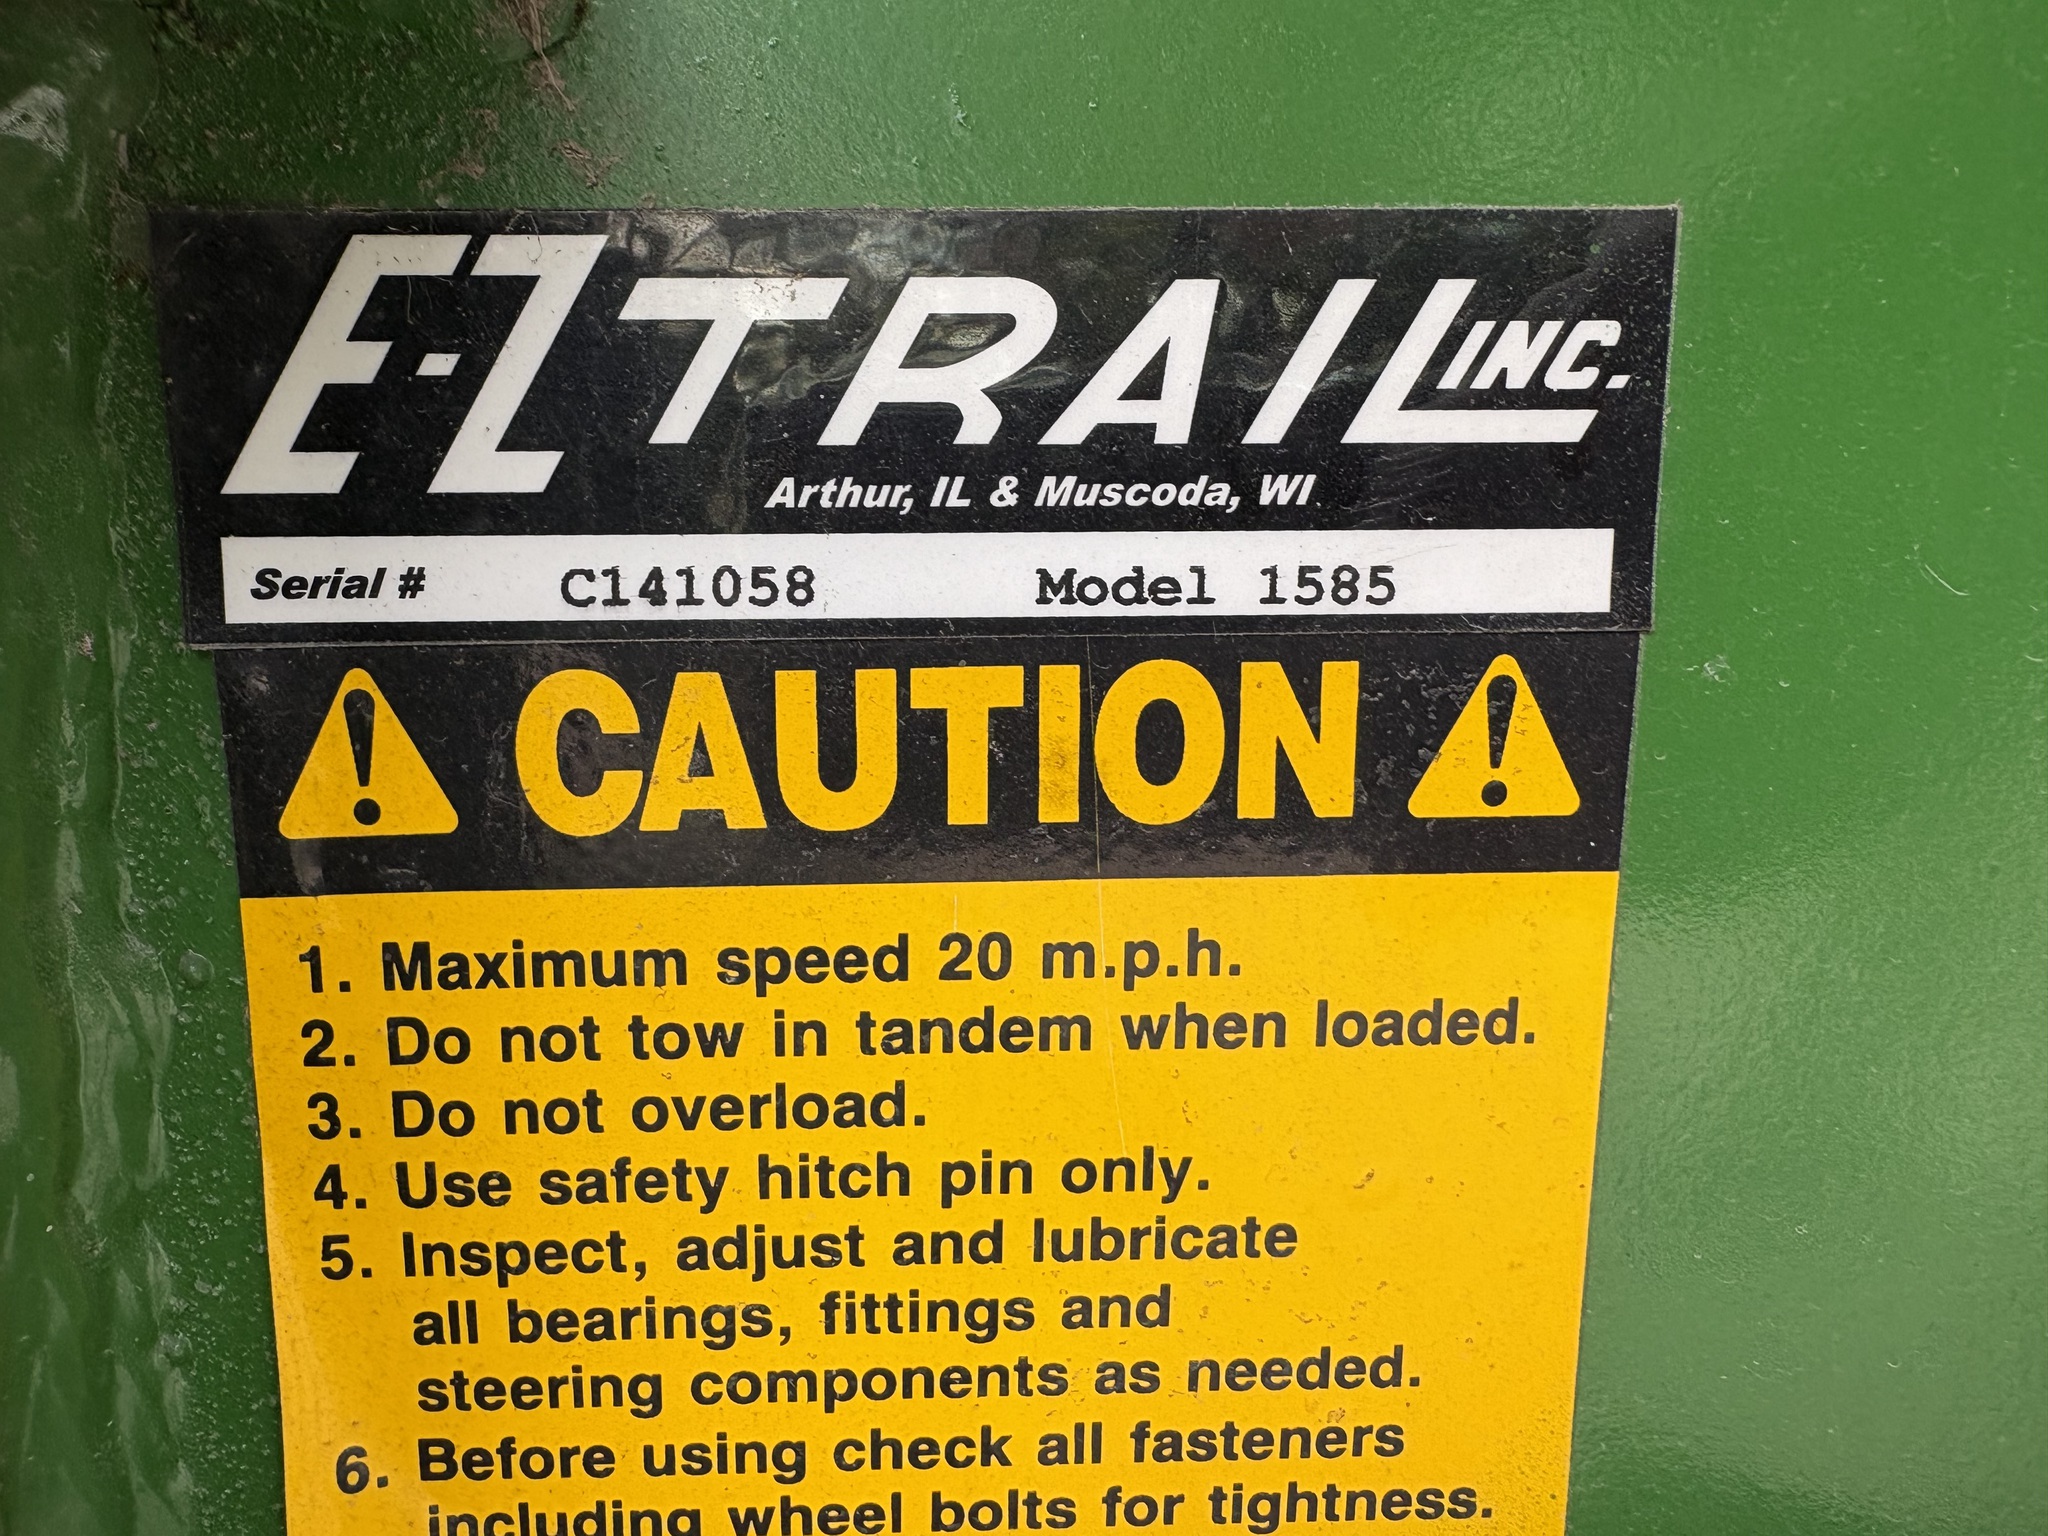 E-Z TRAIL INC.
Arthur, IL & Muscoda, WI
Serial # C141058 Model 1585
CAUTION
1. Maximum speed 20 m.p.h.
2. Do not tow in tandem when loaded.
3. Do not overload.
4. Use safety hitch pin only.
5. Inspect, adjust and lubricate
all bearings, fittings and
steering components as needed.
6. Before using check all fasteners
including wheel bolts for tightness.